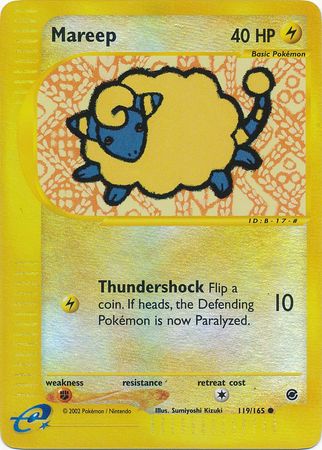 Mareep 40 HP
Basic Pokémon
ID:B-17-#
Thundershock Flip a
coin. If heads, the Defending 10
Pokémon is now Paralyzed.
weakness resistance retreat cost
©2002 Pokémon / Nintendo Illus. Sumiyoshi Kizuki 119/165
e